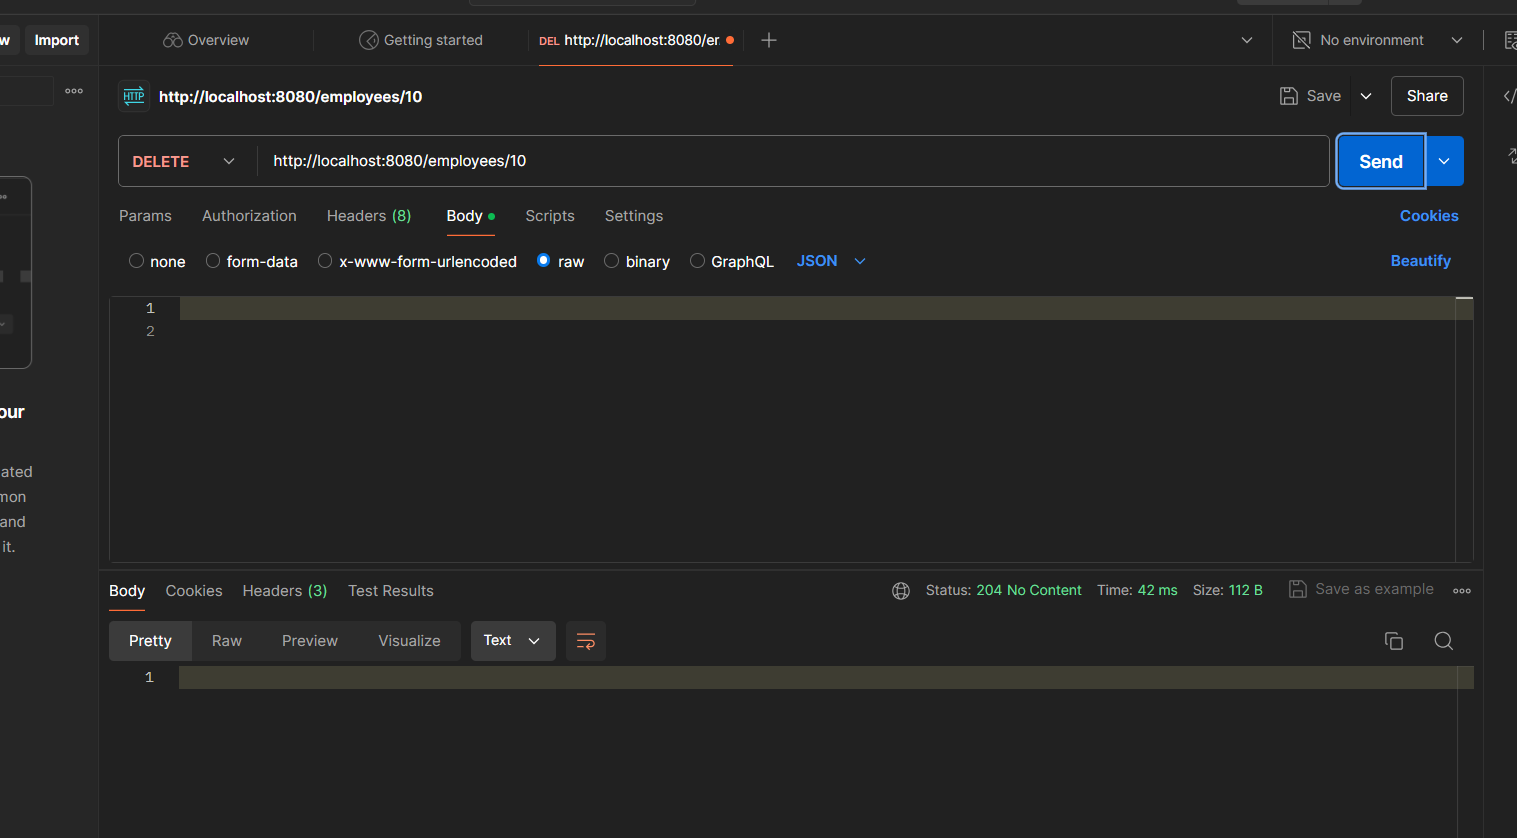 w Import Overview Getting started DEL http://localhost:8080/er No environment
HTTP http://localhost:8080/employees/10 Save Share
DELETE http://localhost:8080/employees/10 Send
Params Authorization Headers (8) Body Scripts Settings Cookies
none form-data x-www-form-urlencoded raw binary GraphQL JSON Beautify
1
2
our
ated
mon
and
it.
Body Cookies Headers (3) Test Results Status: 204 No Content Time: 42 ms Size: 112 B Save as example
Pretty Raw Preview Visualize Text
1